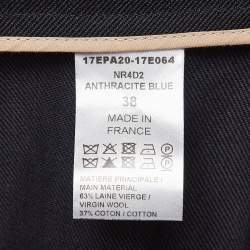 17EPA20-17E064
NR4D2
ANTHRACITE BLUE
38
MADE IN
FRANCE
MATIERE PRINCIPALE /
MAIN MATERIAL
63% LAINE VIERGE /
VIRGIN WOOL
37% COTON / COTTON